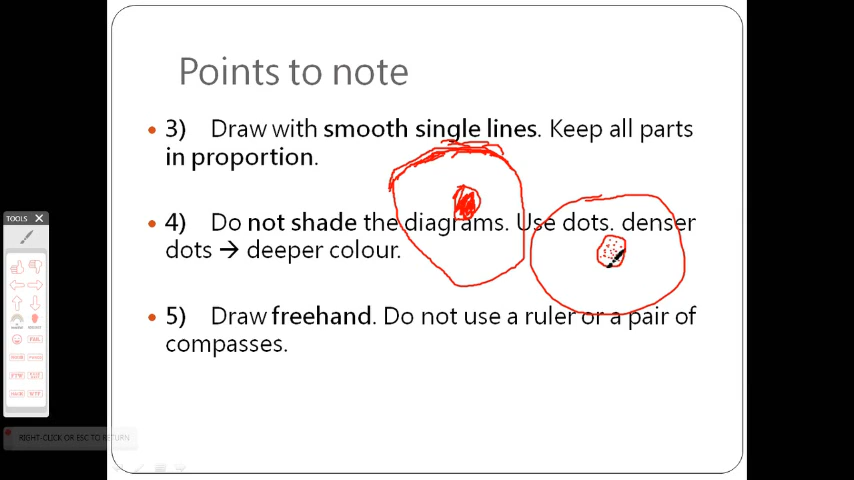 Points to note
3) Draw with smooth single lines. Keep all parts
in proportion.
4) Do not shade the diagrams. Use dots. denser
dots → deeper colour.
5) Draw freehand. Do not use a ruler or a pair of
compasses.
TOOLS
FAIL
RIGHT-CLICK OR ESC TO RETURN